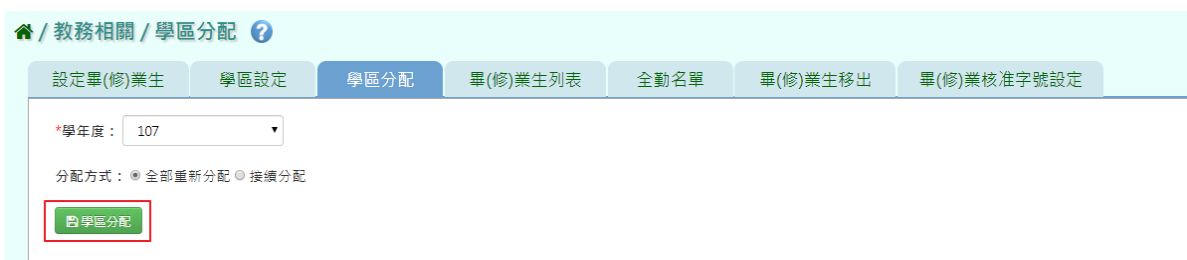 / 教務相關 / 學區分配 ?
設定畢(修)業生 學區設定 學區分配 畢(修)業生列表 全勤名單 畢(修)業生移出 畢(修)業核准字號設定
*學年度： 107
分配方式： 全部重新分配 接續分配
學區分配